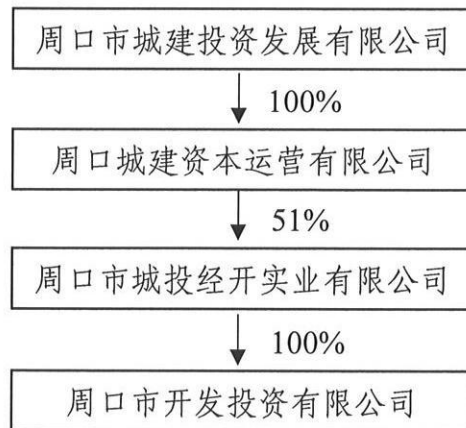 周口市城建投资发展有限公司
100%
周口城建资本运营有限公司
51%
周口市城投经开实业有限公司
100%
周口市开发投资有限公司